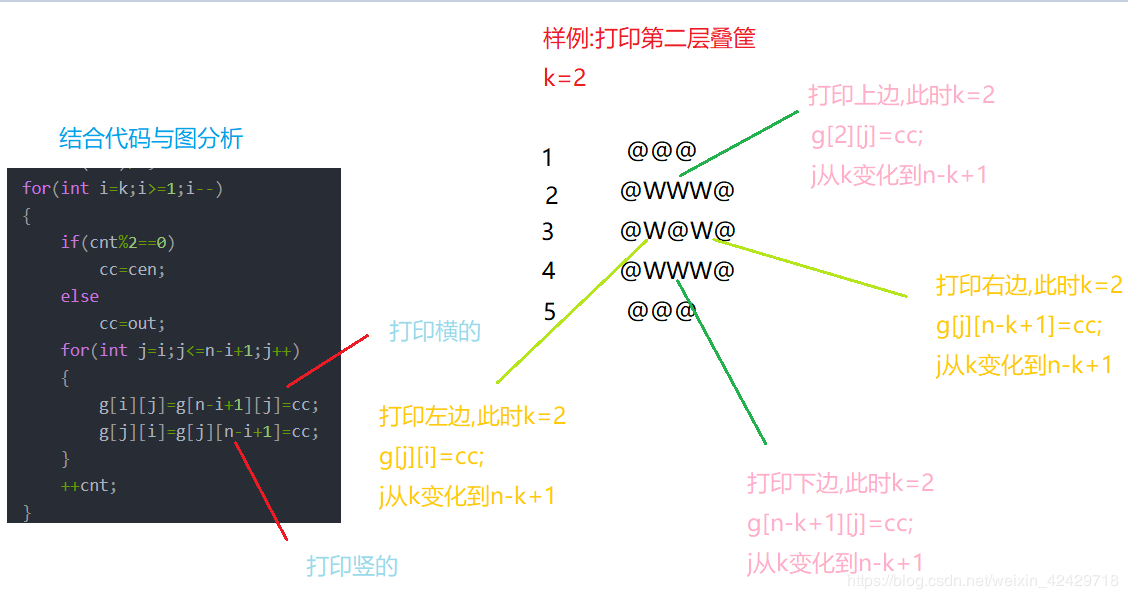 样例:打印第二层叠筐
k=2
结合代码与图分析
for(int i=k;i>=1;i--)
{
if(cnt%2==0)
cc=cen;
else
cc=out;
for(int j=i;j<=n-i+1;j++)
{
g[i][j]=g[n-i+1][j]=cc;
g[j][i]=g[j][n-i+1]=cc;
}
++cnt;
}
打印横的
打印竖的
1 @@@
2 @WWW@
3 @W@W@
4 @WWW@
5 @@@
打印上边,此时k=2
g[2][j]=cc;
j从k变化到n-k+1
打印右边,此时k=2
g[j][n-k+1]=cc;
j从k变化到n-k+1
打印左边,此时k=2
g[j][i]=cc;
j从k变化到n-k+1
打印下边,此时k=2
g[n-k+1][j]=cc;
j从k变化到n-k+1
https://blog.csdn.net/weixin_42429718